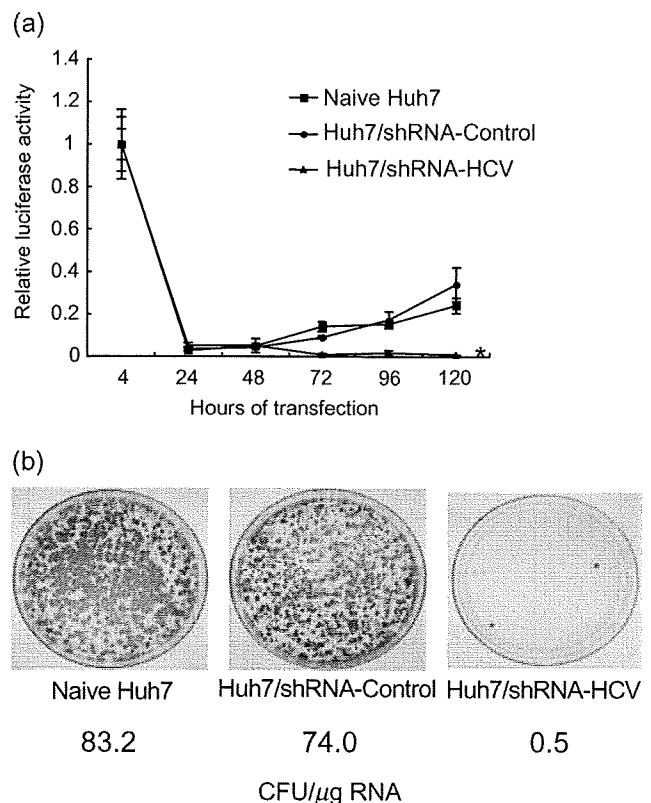 (a)
Relative luciferase activity
1.4
1.2
1
0.8
0.6
0.4
0.2
0
Naive Huh7
Huh7/shRNA-Control
Huh7/shRNA-HCV
*
4 24 48 72 96 120
Hours of transfection
(b)
Naive Huh7 Huh7/shRNA-Control Huh7/shRNA-HCV
83.2 74.0 0.5
CFU/μg RNA